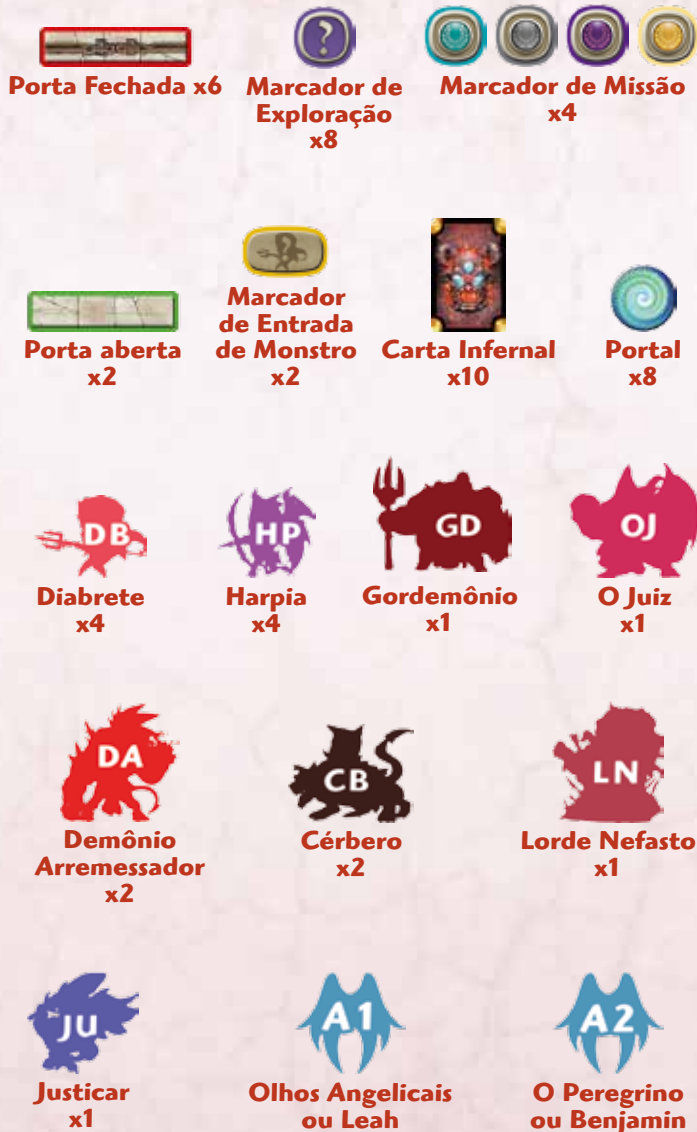 ?
Porta Fechada x6
Marcador de
Exploração
x8
Marcador de Missão
x4
Porta aberta
x2
Marcador
de Entrada
de Monstro
x2
Carta Infernal
x10
Portal
x8
DB
Diabrete
x4
HP
Harpia
x4
GD
Gordemônio
x1
OJ
O Juiz
x1
DA
Demônio
Arremessador
x2
CB
Cérbero
x2
LN
Lorde Nefasto
x1
JU
Justicar
x1
A1
Olhos Angelicais
ou Leah
A2
O Peregrino
ou Benjamin